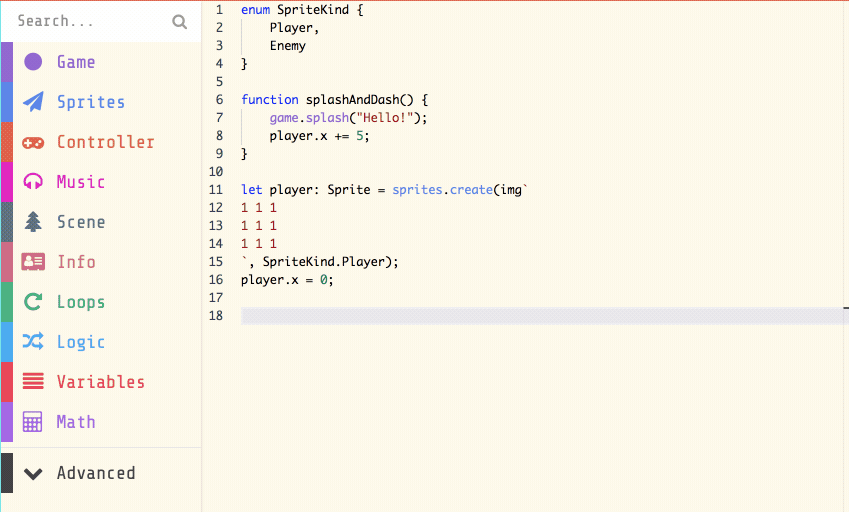 Search...
Game
Sprites
Controller
Music
Scene
Info
Loops
Logic
Variables
Math
Advanced
1 enum SpriteKind {
2 Player,
3 Enemy
4 }
5
6 function splashAndDash() {
7 game.splash("Hello!");
8 player.x += 5;
9 }
10
11 let player: Sprite = sprites.create(img`
12 1 1 1
13 1 1 1
14 1 1 1
15 `, SpriteKind.Player);
16 player.x = 0;
17
18